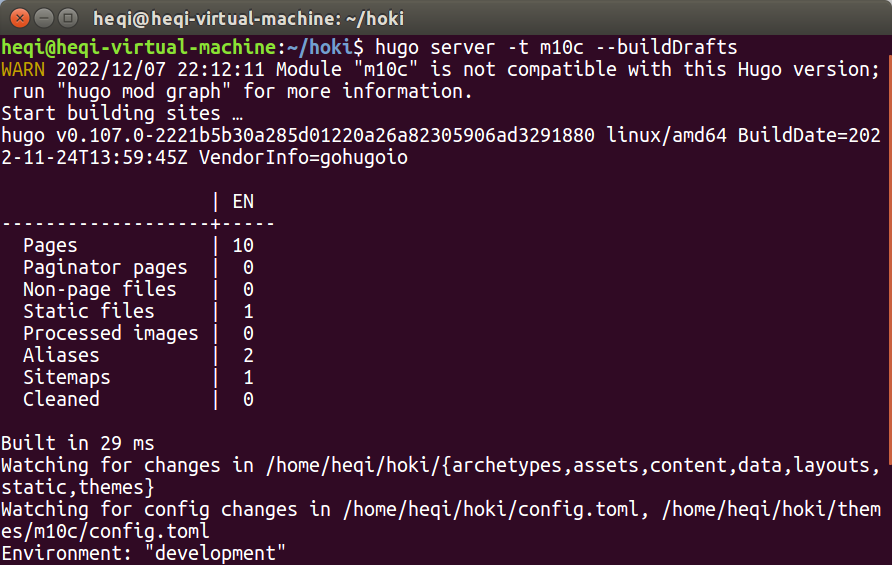 heqi@heqi-virtual-machine: ~/hoki
heqi@heqi-virtual-machine:~/hoki$ hugo server -t m10c --buildDrafts
WARN 2022/12/07 22:12:11 Module "m10c" is not compatible with this Hugo version;
 run "hugo mod graph" for more information.
Start building sites …
hugo v0.107.0-2221b5b30a285d01220a26a82305906ad3291880 linux/amd64 BuildDate=202
2-11-24T13:59:45Z VendorInfo=gohugoio
                   | EN
-------------------+-----
  Pages            | 10
  Paginator pages  |  0
  Non-page files   |  0
  Static files     |  1
  Processed images |  0
  Aliases          |  2
  Sitemaps         |  1
  Cleaned          |  0
Built in 29 ms
Watching for changes in /home/heqi/hoki/{archetypes,assets,content,data,layouts,
static,themes}
Watching for config changes in /home/heqi/hoki/config.toml, /home/heqi/hoki/them
es/m10c/config.toml
Environment: "development"